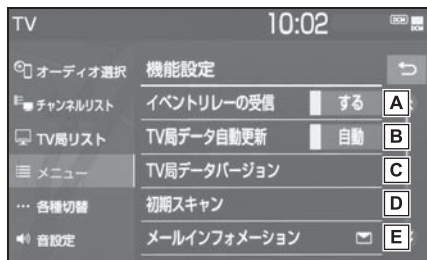 TV 10:02 DCM
オーディオ選択
チャンネルリスト
TV局リスト
メニュー
各種切替
音設定
機能設定
イベントリレーの受信 する A
TV局データ自動更新 自動 B
TV局データバージョン C
初期スキャン D
メールインフォメーション E